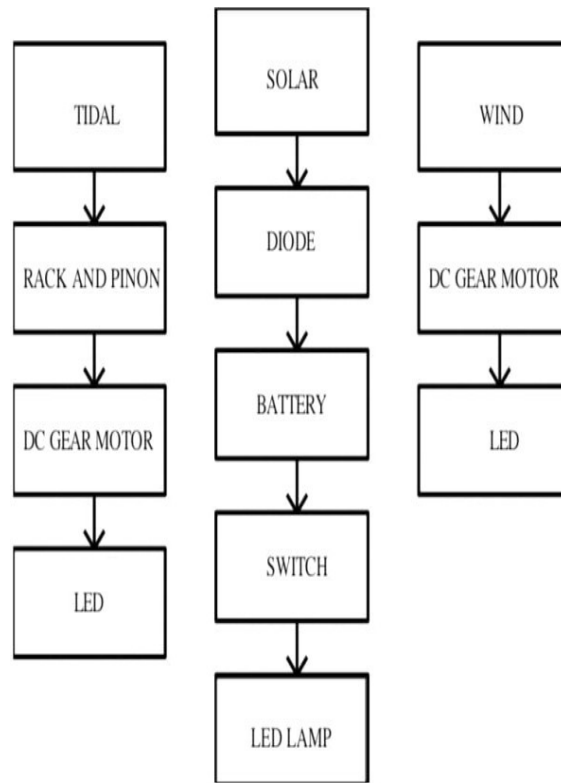 TIDAL
RACK AND PINON
DC GEAR MOTOR
LED
SOLAR
DIODE
BATTERY
SWITCH
LED LAMP
WIND
DC GEAR MOTOR
LED